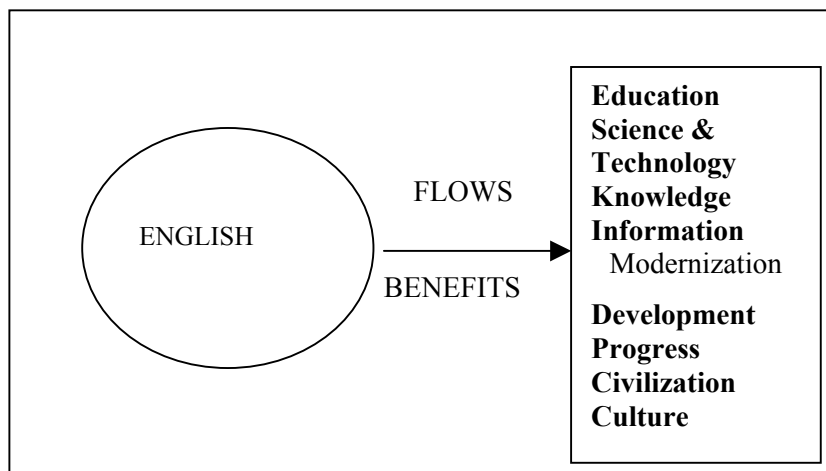 ENGLISH
FLOWS
BENEFITS
Education
Science &
Technology
Knowledge
Information
Modernization
Development
Progress
Civilization
Culture